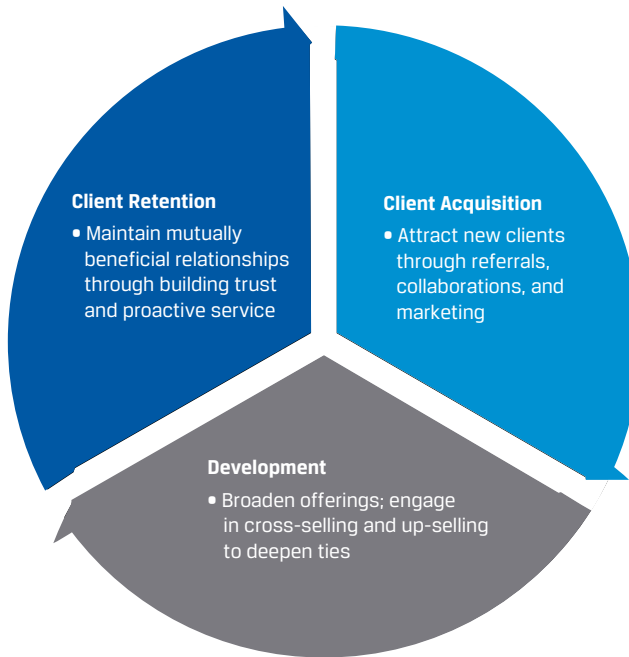 Client Retention
• Maintain mutually
beneficial relationships
through building trust
and proactive service
Client Acquisition
• Attract new clients
through referrals,
collaborations, and
marketing
Development
• Broaden offerings; engage
in cross-selling and up-selling
to deepen ties